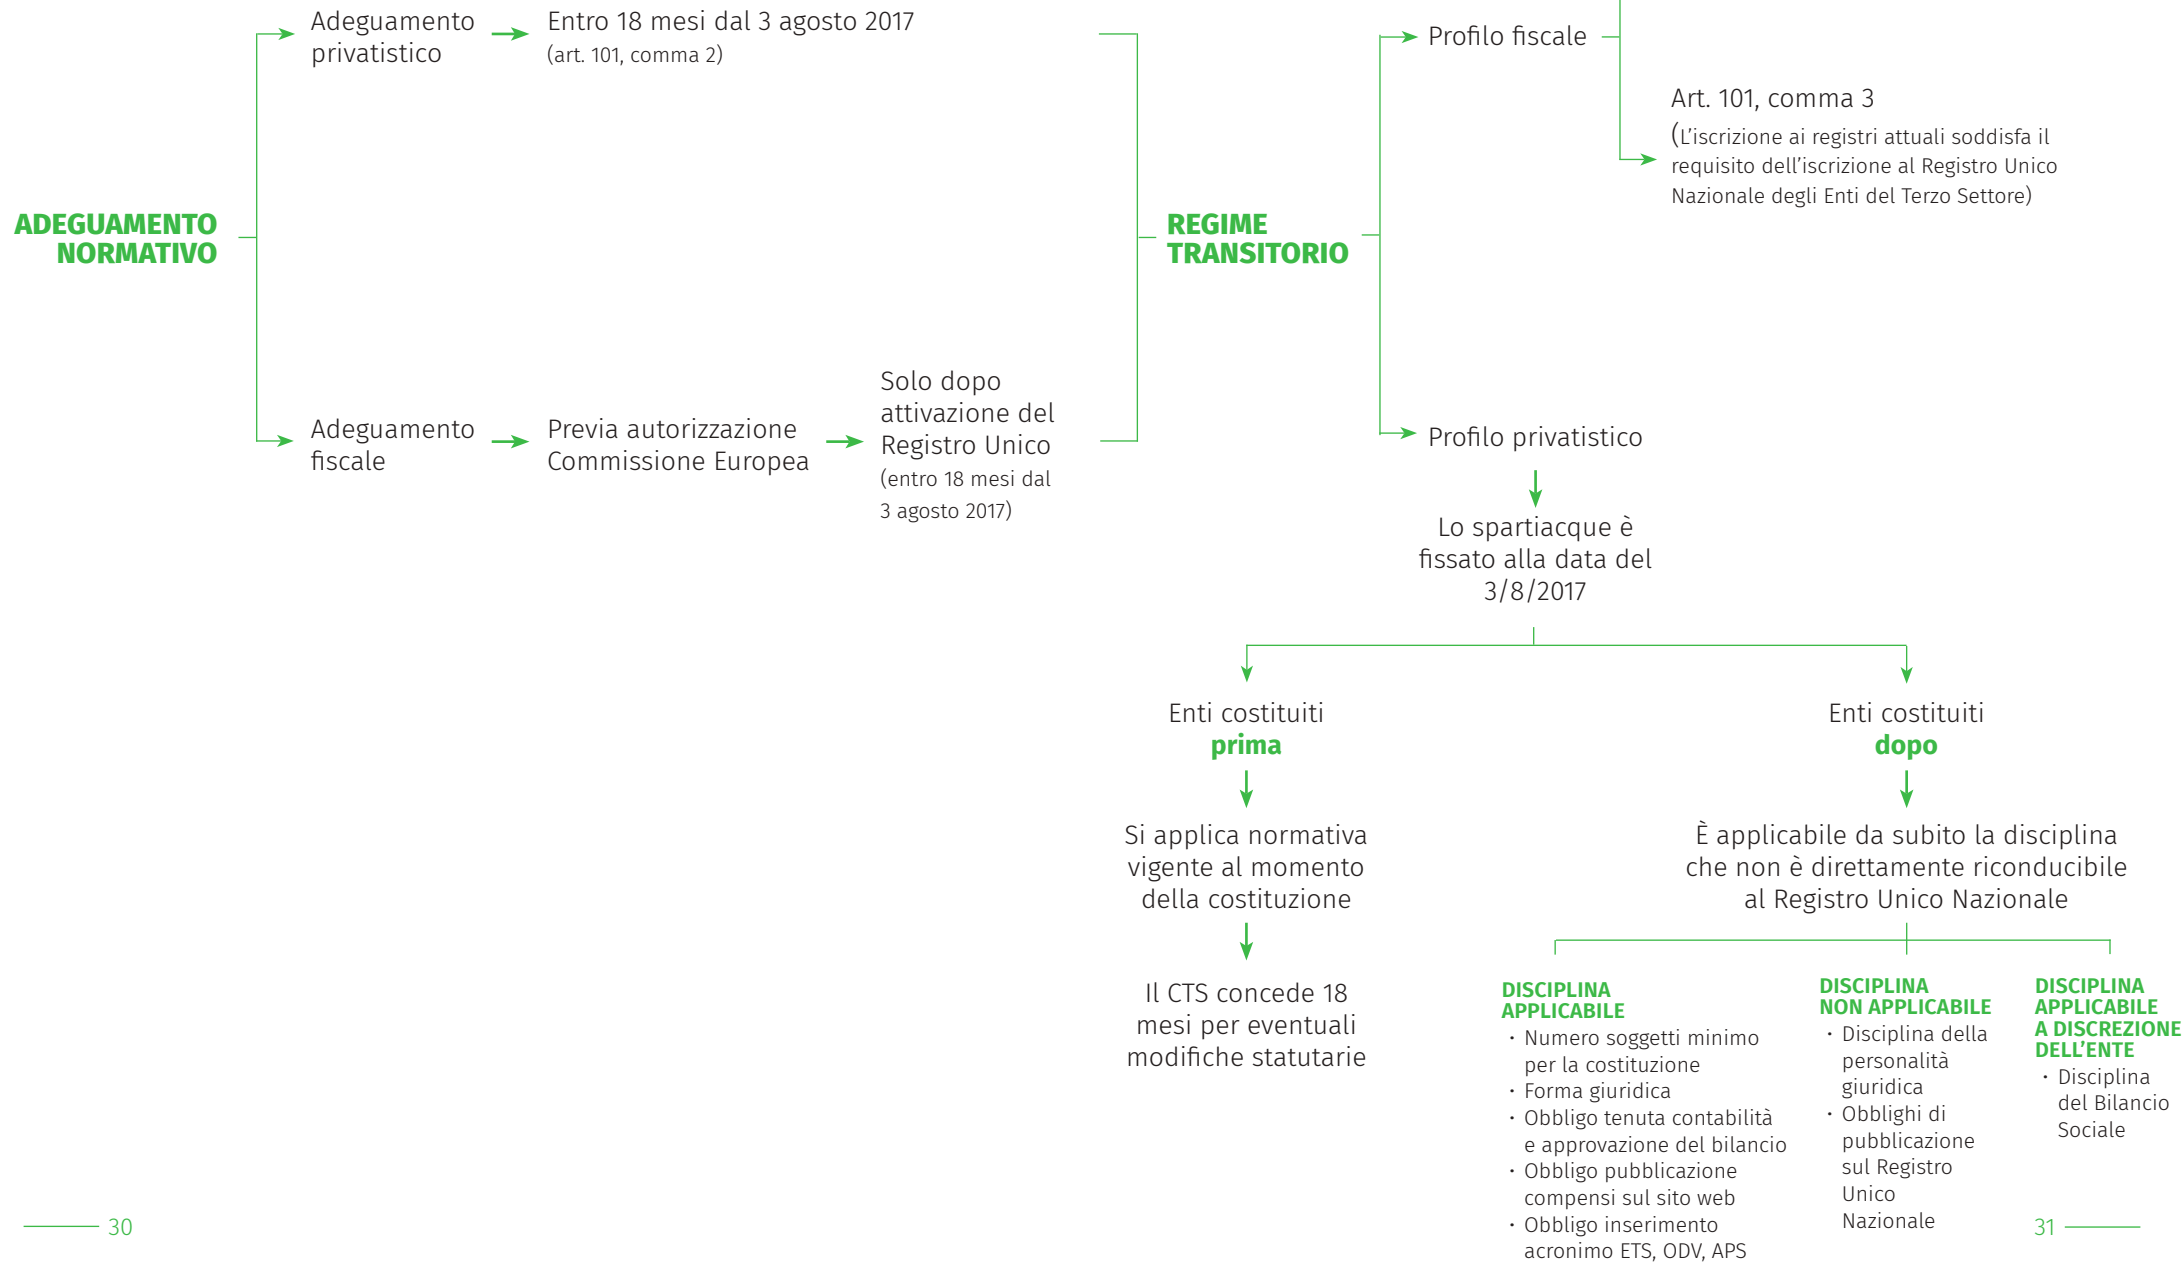 ADEGUAMENTO
NORMATIVO
Adeguamento
privatistico
Entro 18 mesi dal 3 agosto 2017
(art. 101, comma 2)
Adeguamento
fiscale
Previa autorizzazione
Commissione Europea
Solo dopo
attivazione del
Registro Unico
(entro 18 mesi dal
3 agosto 2017)
REGIME
TRANSITORIO
Profilo fiscale
Art. 101, comma 3
(L’iscrizione ai registri attuali soddisfa il
requisito dell’iscrizione al Registro Unico
Nazionale degli Enti del Terzo Settore)
Profilo privatistico
Lo spartiacque è
fissato alla data del
3/8/2017
Enti costituiti
prima
Si applica normativa
vigente al momento
della costituzione
Il CTS concede 18
mesi per eventuali
modifiche statutarie
Enti costituiti
dopo
È applicabile da subito la disciplina
che non è direttamente riconducibile
al Registro Unico Nazionale
DISCIPLINA
APPLICABILE
· Numero soggetti minimo
per la costituzione
· Forma giuridica
· Obbligo tenuta contabilità
e approvazione del bilancio
· Obbligo pubblicazione
compensi sul sito web
· Obbligo inserimento
acronimo ETS, ODV, APS
DISCIPLINA
NON APPLICABILE
· Disciplina della
personalità
giuridica
· Obblighi di
pubblicazione
sul Registro
Unico
Nazionale
DISCIPLINA
APPLICABILE
A DISCREZIONE
DELL’ENTE
· Disciplina
del Bilancio
Sociale
30
31